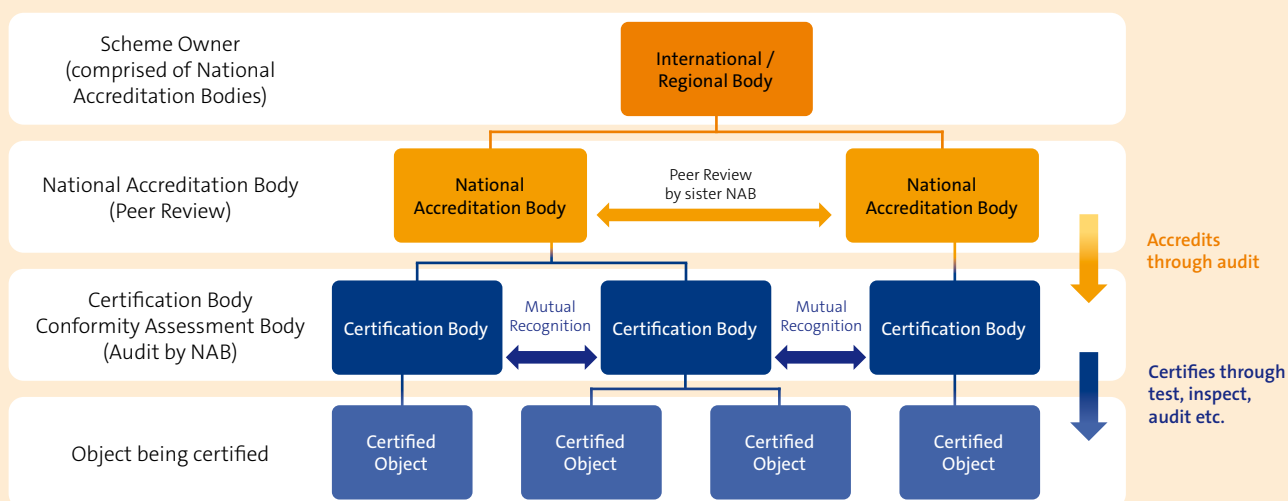 Scheme Owner
(comprised of National
Accreditation Bodies)
International /
Regional Body
National Accreditation Body
(Peer Review)
National
Accreditation Body
Peer Review
by sister NAB
National
Accreditation Body
Accredits
through audit
Certification Body
Conformity Assessment Body
(Audit by NAB)
Certification Body
Mutual
Recognition
Certification Body
Mutual
Recognition
Certification Body
Certifies through
test, inspect,
audit etc.
Object being certified
Certified
Object
Certified
Object
Certified
Object
Certified
Object